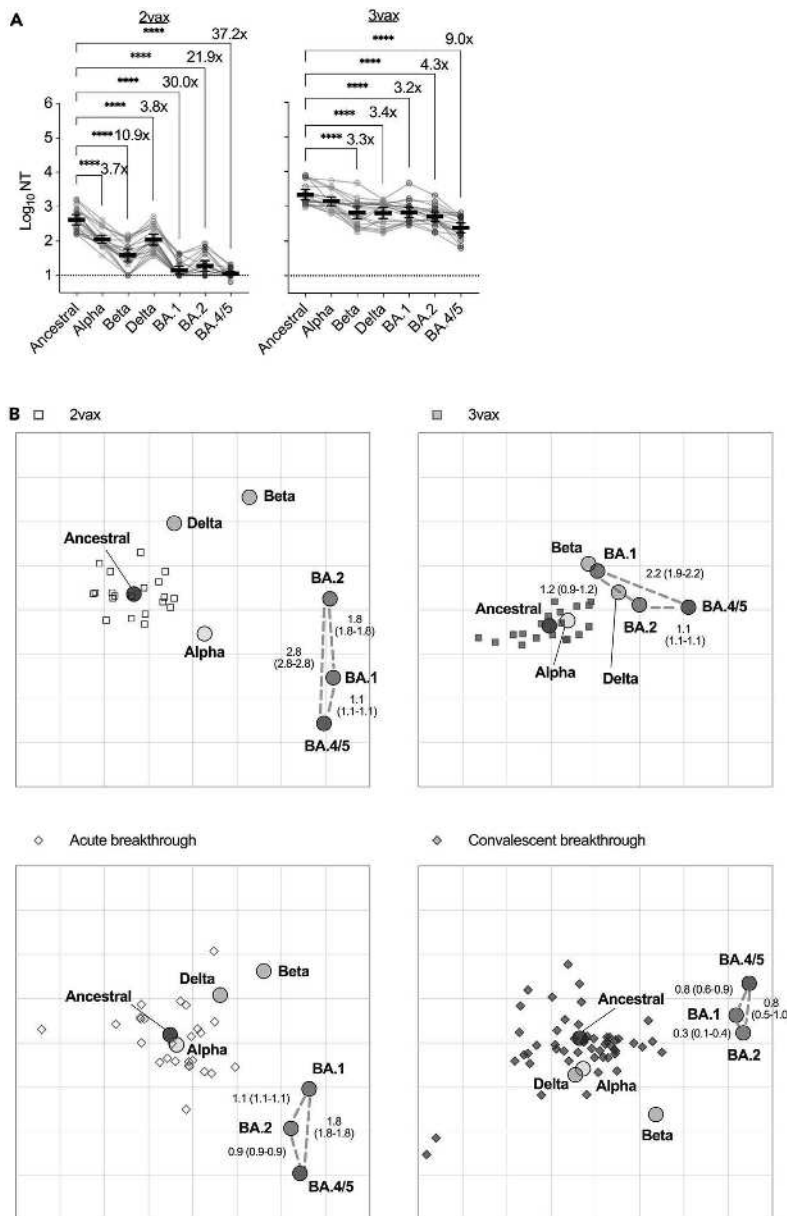 A
2vax
**** 37.2x
**** 21.9x
**** 30.0x
**** 3.8x
**** 10.9x
**** 3.7x
Log10 NT
6
5
4
3
2
1
Ancestral
Alpha
Beta
Delta
BA.1
BA.2
BA.4/5
3vax
**** 9.0x
**** 4.3x
**** 3.2x
**** 3.4x
**** 3.3x
Ancestral
Alpha
Beta
Delta
BA.1
BA.2
BA.4/5
B
2vax
Beta
Delta
Ancestral
BA.2
1.8
(1.8-1.8)
Alpha
2.8
(2.8-2.8)
BA.1
1.1
(1.1-1.1)
BA.4/5
3vax
Beta
BA.1
2.2 (1.9-2.2)
1.2 (0.9-1.2)
Ancestral
BA.4/5
BA.2
1.1
(1.1-1.1)
Alpha
Delta
Acute breakthrough
Beta
Delta
Ancestral
Alpha
BA.1
1.1 (1.1-1.1)
1.8
(1.8-1.8)
BA.2
0.9 (0.9-0.9)
BA.4/5
Convalescent breakthrough
BA.4/5
0.8 (0.6-0.9)
Ancestral
0.8
(0.5-1.0)
BA.1
0.3 (0.1-0.4)
BA.2
Delta
Alpha
Beta